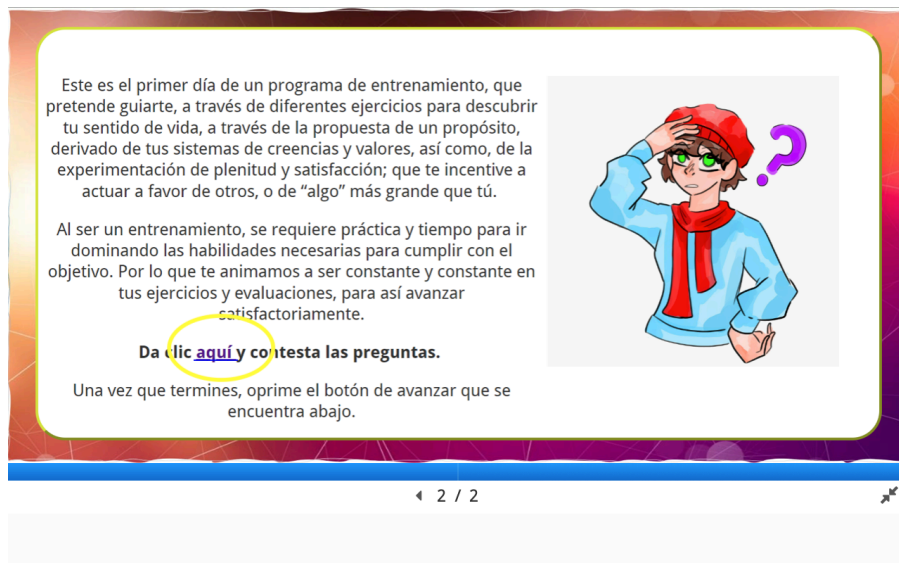 Este es el primer día de un programa de entrenamiento, que
pretende guiarte, a través de diferentes ejercicios para descubrir
tu sentido de vida, a través de la propuesta de un propósito,
derivado de tus sistemas de creencias y valores, así como, de la
experimentación de plenitud y satisfacción; que te incentive a
actuar a favor de otros, o de “algo” más grande que tú.
Al ser un entrenamiento, se requiere práctica y tiempo para ir
dominando las habilidades necesarias para cumplir con el
objetivo. Por lo que te animamos a ser constante y constante en
tus ejercicios y evaluaciones, para así avanzar
satisfactoriamente.
Da clic aquí y contesta las preguntas.
Una vez que termines, oprime el botón de avanzar que se
encuentra abajo.
?
2 / 2